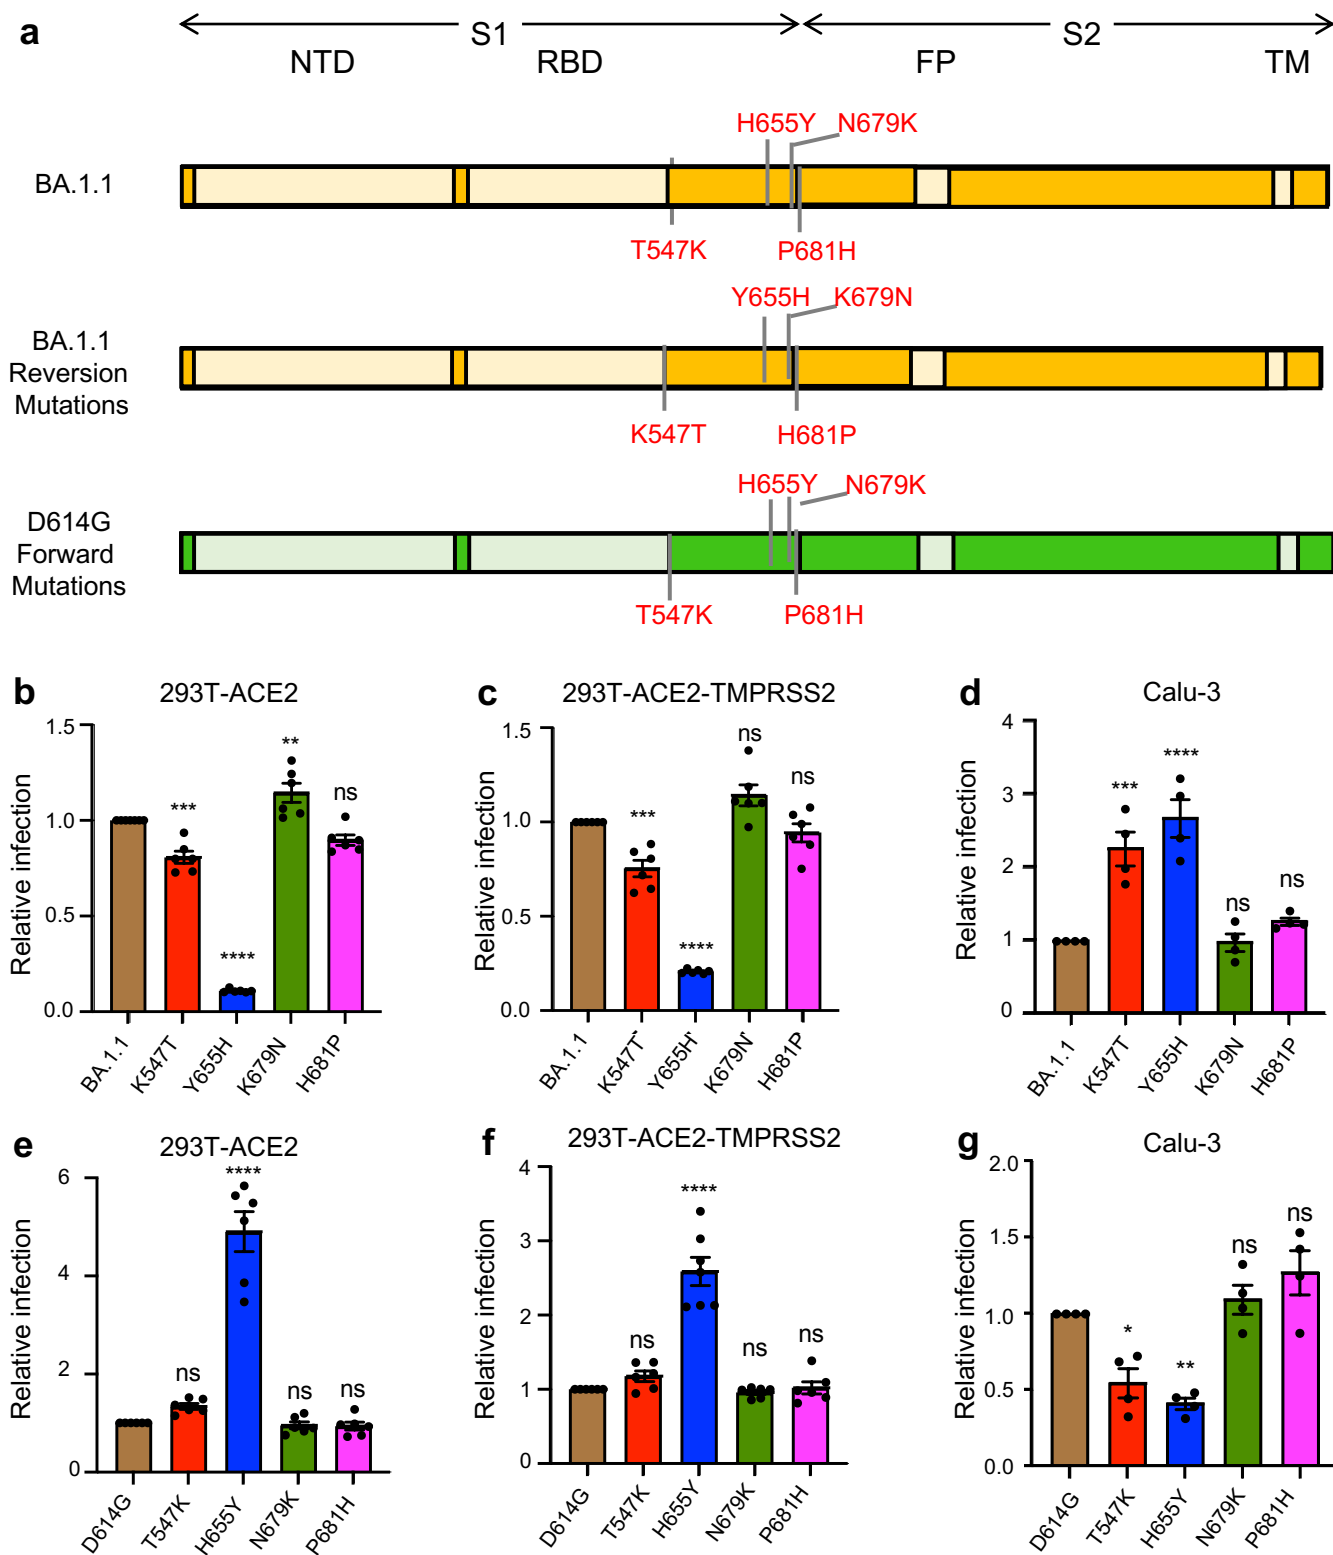 a
S1
S2
NTD
RBD
FP
TM
H655Y
N679K
BA.1.1
T547K
P681H
Y655H
K679N
BA.1.1
Reversion
Mutations
K547T
H681P
H655Y
N679K
D614G
Forward
Mutations
T547K
P681H
b
293T-ACE2
Relative infection
1.5
1.0
0.5
0.0
***
****
**
ns
BA.1.1
K547T
Y655H
K679N
H681P
c
293T-ACE2-TMPRSS2
Relative infection
1.5
1.0
0.5
0.0
***
****
ns
ns
BA.1.1
K547T
Y655H
K679N
H681P
d
Calu-3
Relative infection
4
3
2
1
0
***
****
ns
ns
BA.1.1
K547T
Y655H
K679N
H681P
e
293T-ACE2
Relative infection
6
4
2
0
ns
****
ns
ns
D614G
T547K
H655Y
N679K
P681H
f
293T-ACE2-TMPRSS2
Relative infection
4
3
2
1
0
ns
****
ns
ns
D614G
T547K
H655Y
N679K
P681H
g
Calu-3
Relative infection
2.0
1.5
1.0
0.5
0.0
*
**
ns
ns
D614G
T547K
H655Y
N679K
P681H